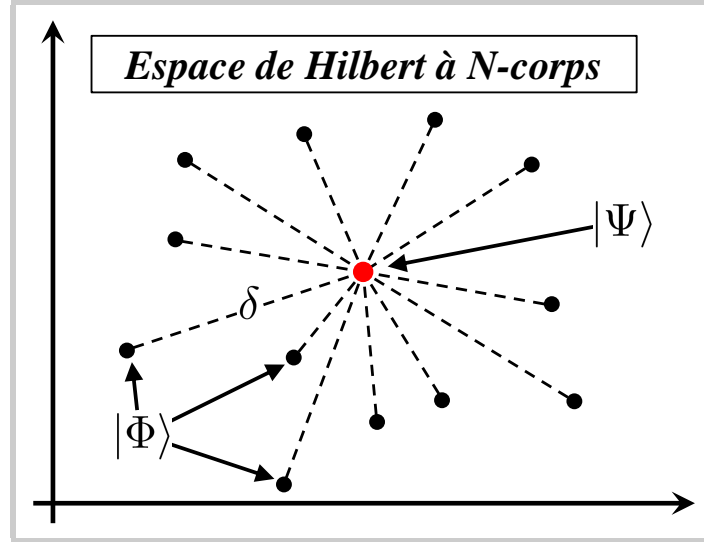 Espace de Hilbert à N-corps
|Ψ⟩
δ
|Φ⟩